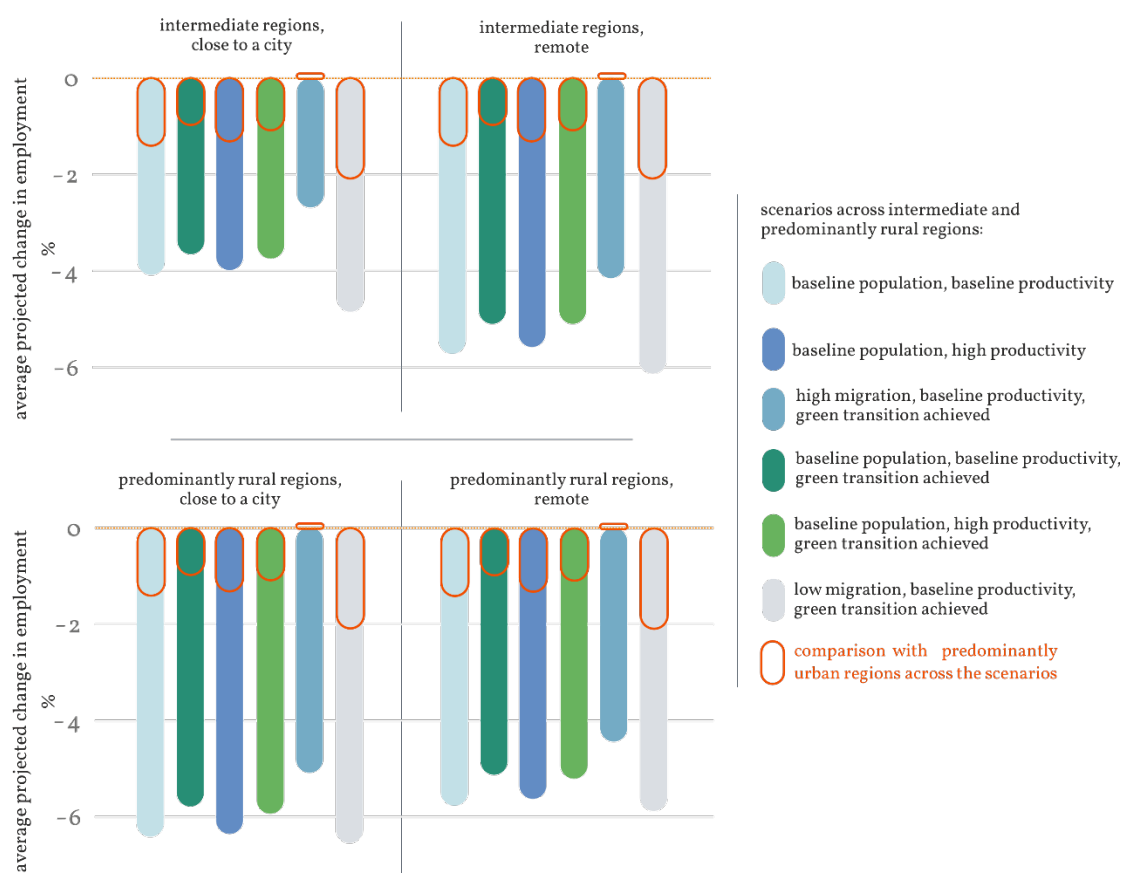 intermediate regions,
close to a city
intermediate regions,
remote
average projected change in employment
%
0
-2
-4
-6
predominantly rural regions,
close to a city
predominantly rural regions,
remote
average projected change in employment
%
0
-2
-4
-6
scenarios across intermediate and
predominantly rural regions:
baseline population, baseline productivity
baseline population, high productivity
high migration, baseline productivity,
green transition achieved
baseline population, baseline productivity,
green transition achieved
baseline population, high productivity,
green transition achieved
low migration, baseline productivity,
green transition achieved
comparison with predominantly
urban regions across the scenarios